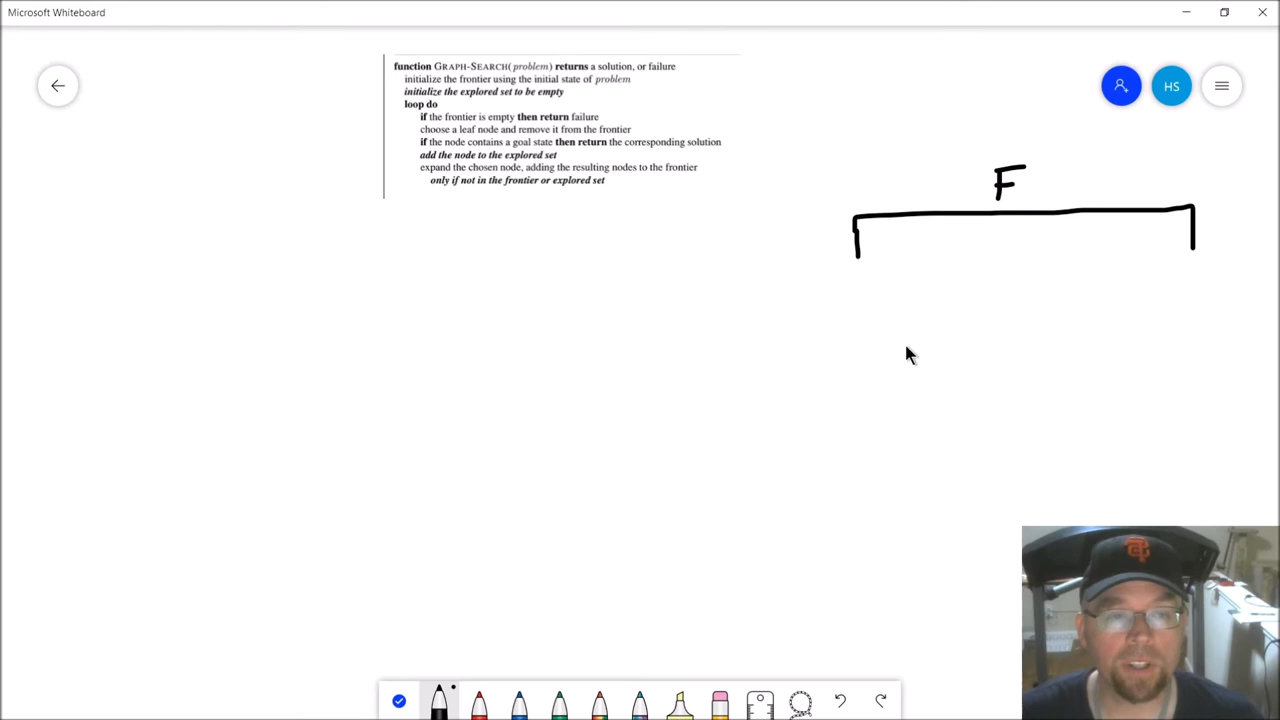 Microsoft Whiteboard
function GRAPH-SEARCH(problem) returns a solution, or failure
initialize the frontier using the initial state of problem
initialize the explored set to be empty
loop do
if the frontier is empty then return failure
choose a leaf node and remove it from the frontier
if the node contains a goal state then return the corresponding solution
add the node to the explored set
expand the chosen node, adding the resulting nodes to the frontier
only if not in the frontier or explored set
HS
F